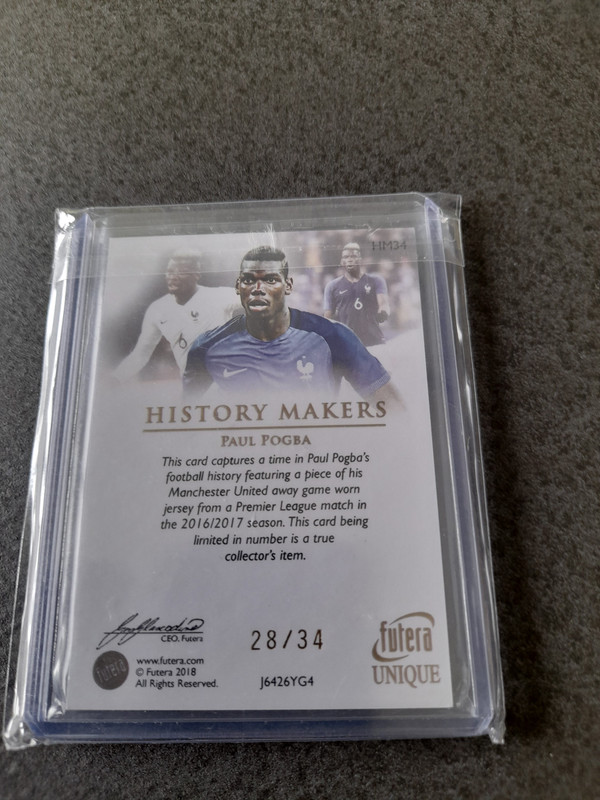 HM34
6
6
HISTORY MAKERS
PAUL POGBA
This card captures a time in Paul Pogba's
football history featuring a piece of his
Manchester United away game worn
jersey from a Premier League match in
the 2016/2017 season. This card being
limited in number is a true
collector's item.
CEO, Futera
28/34
futera
UNIQUE
futera
www.futera.com
© Futera 2018
All Rights Reserved.
J6426YG4